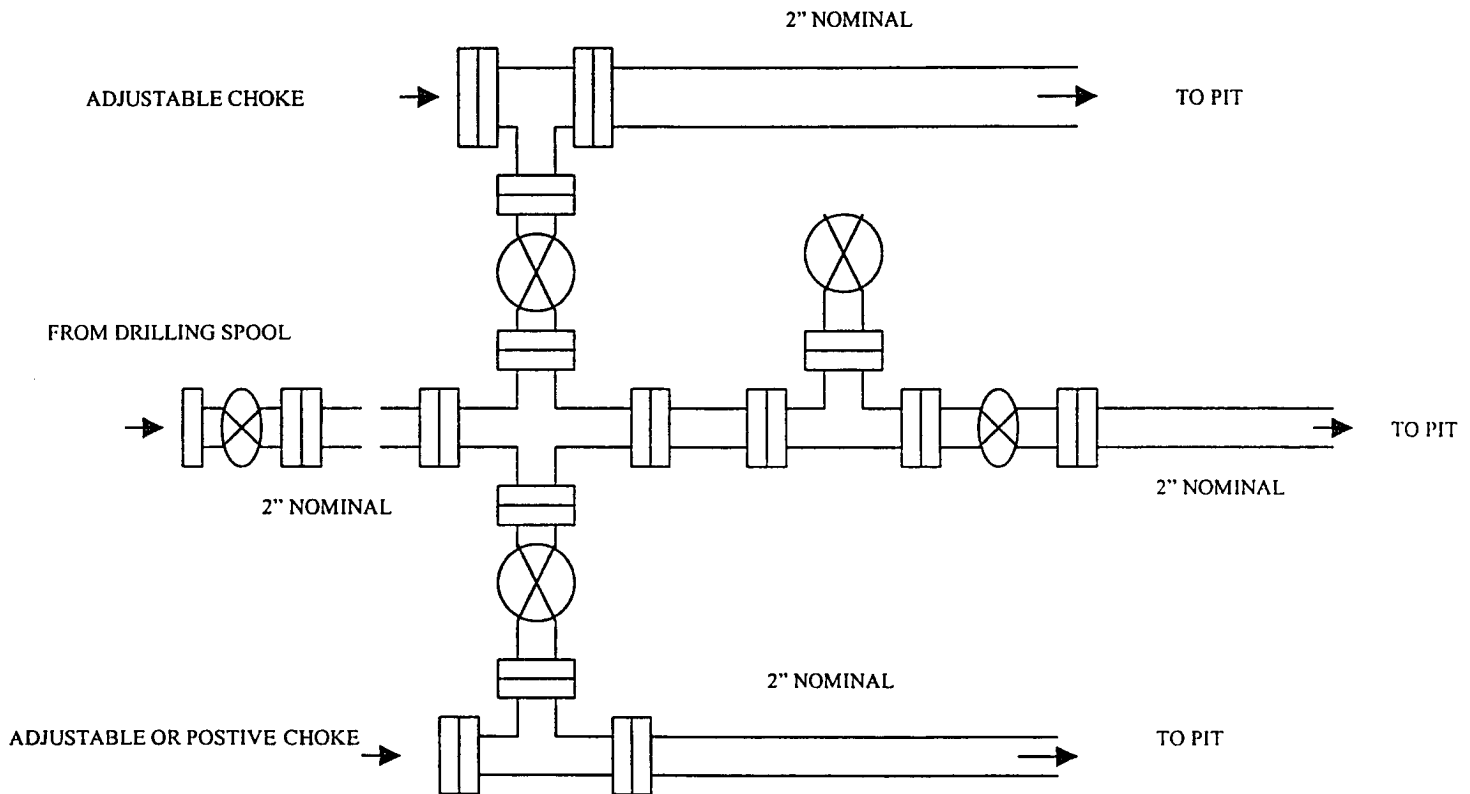 2” NOMINAL
ADJUSTABLE CHOKE
TO PIT
FROM DRILLING SPOOL
TO PIT
2” NOMINAL
2” NOMINAL
2” NOMINAL
ADJUSTABLE OR POSTIVE CHOKE
TO PIT